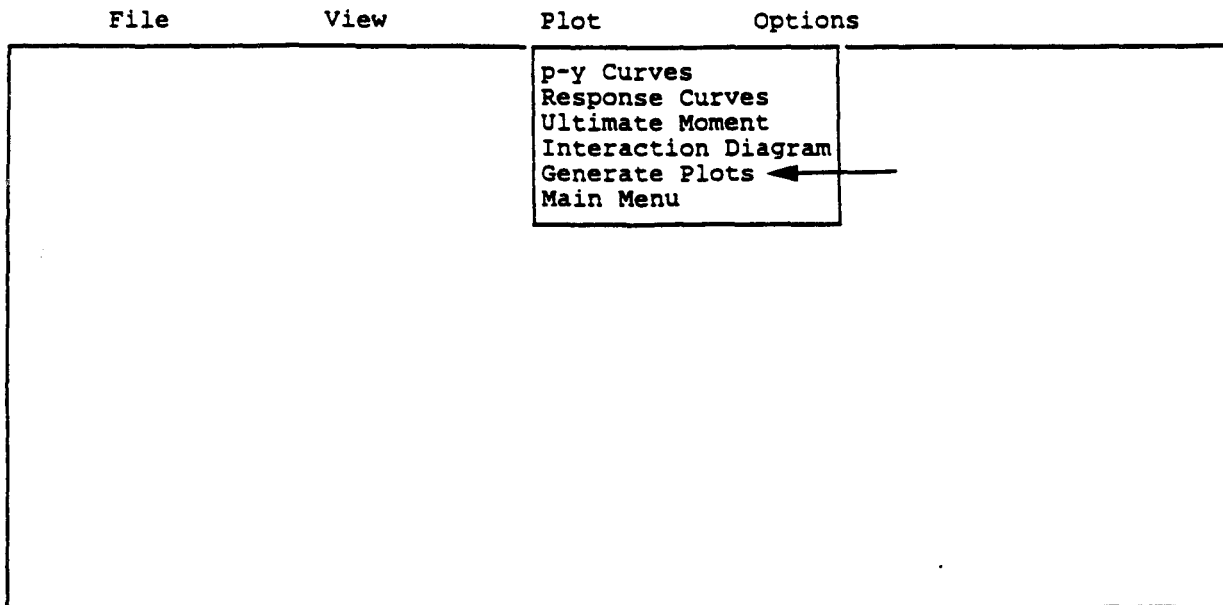 File View Plot Options
p-y Curves
Response Curves
Ultimate Moment
Interaction Diagram
Generate Plots
Main Menu